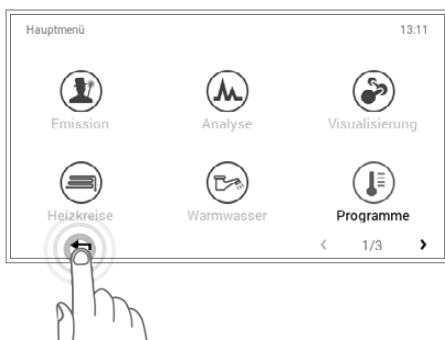 Hauptmenü 13:11
Emission Analyse Visualisierung
Heizkreise Warmwasser Programme
< 1/3 >